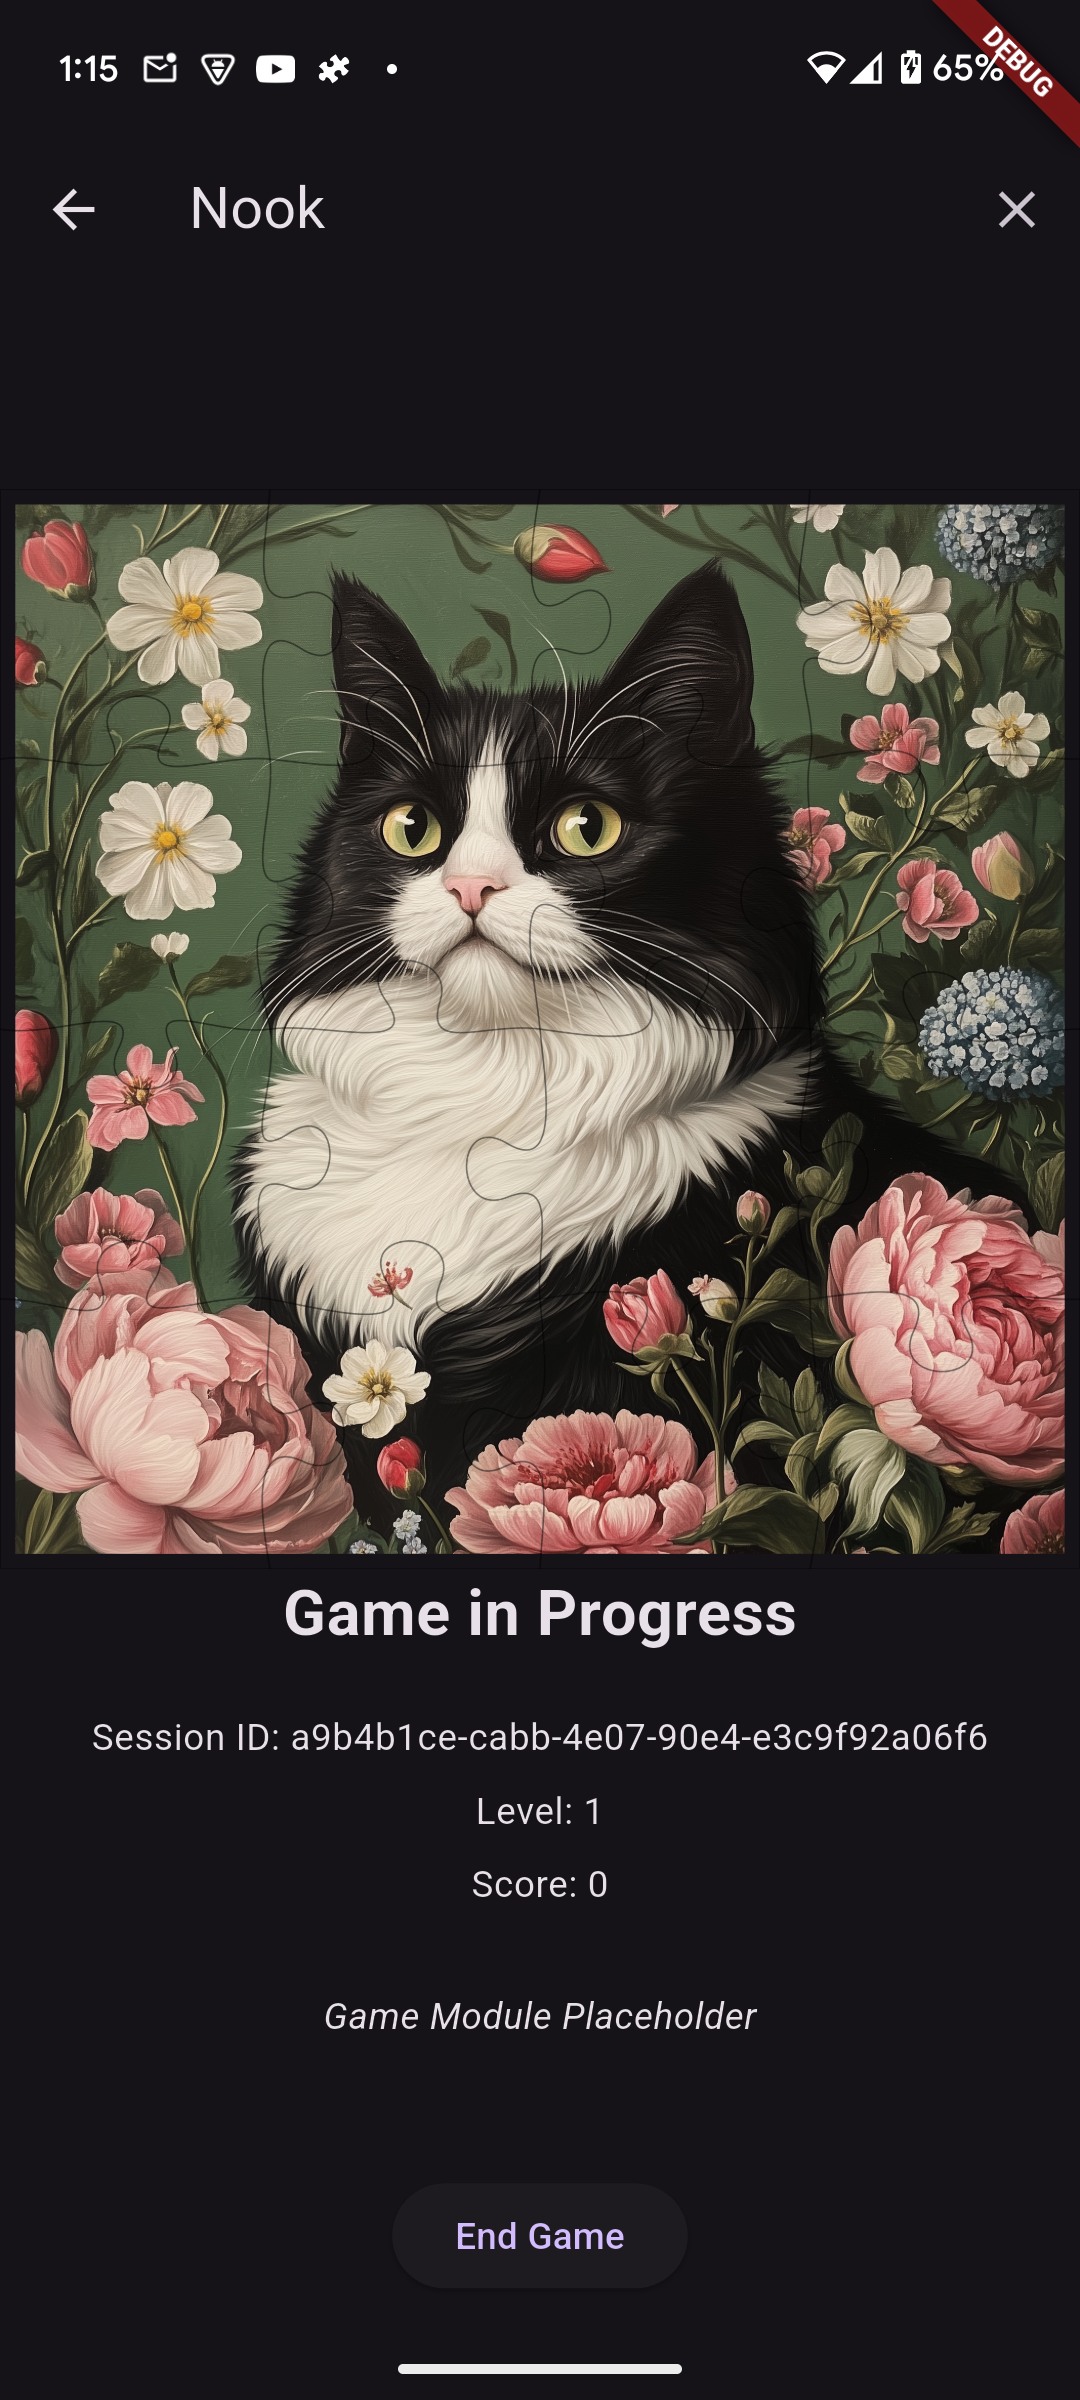 1:15
65%
DEBUG
Nook
Game in Progress
Session ID: a9b4b1ce-cabb-4e07-90e4-e3c9f92a06f6
Level: 1
Score: 0
Game Module Placeholder
End Game